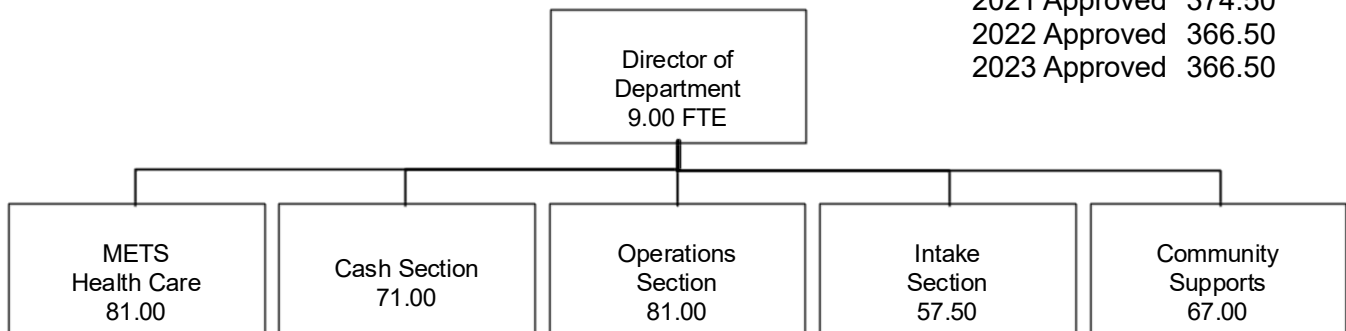 2021 Approved 374.50
2022 Approved 366.50
2023 Approved 366.50
Director of
Department
9.00 FTE
METS
Health Care
81.00
Cash Section
71.00
Operations
Section
81.00
Intake
Section
57.50
Community
Supports
67.00